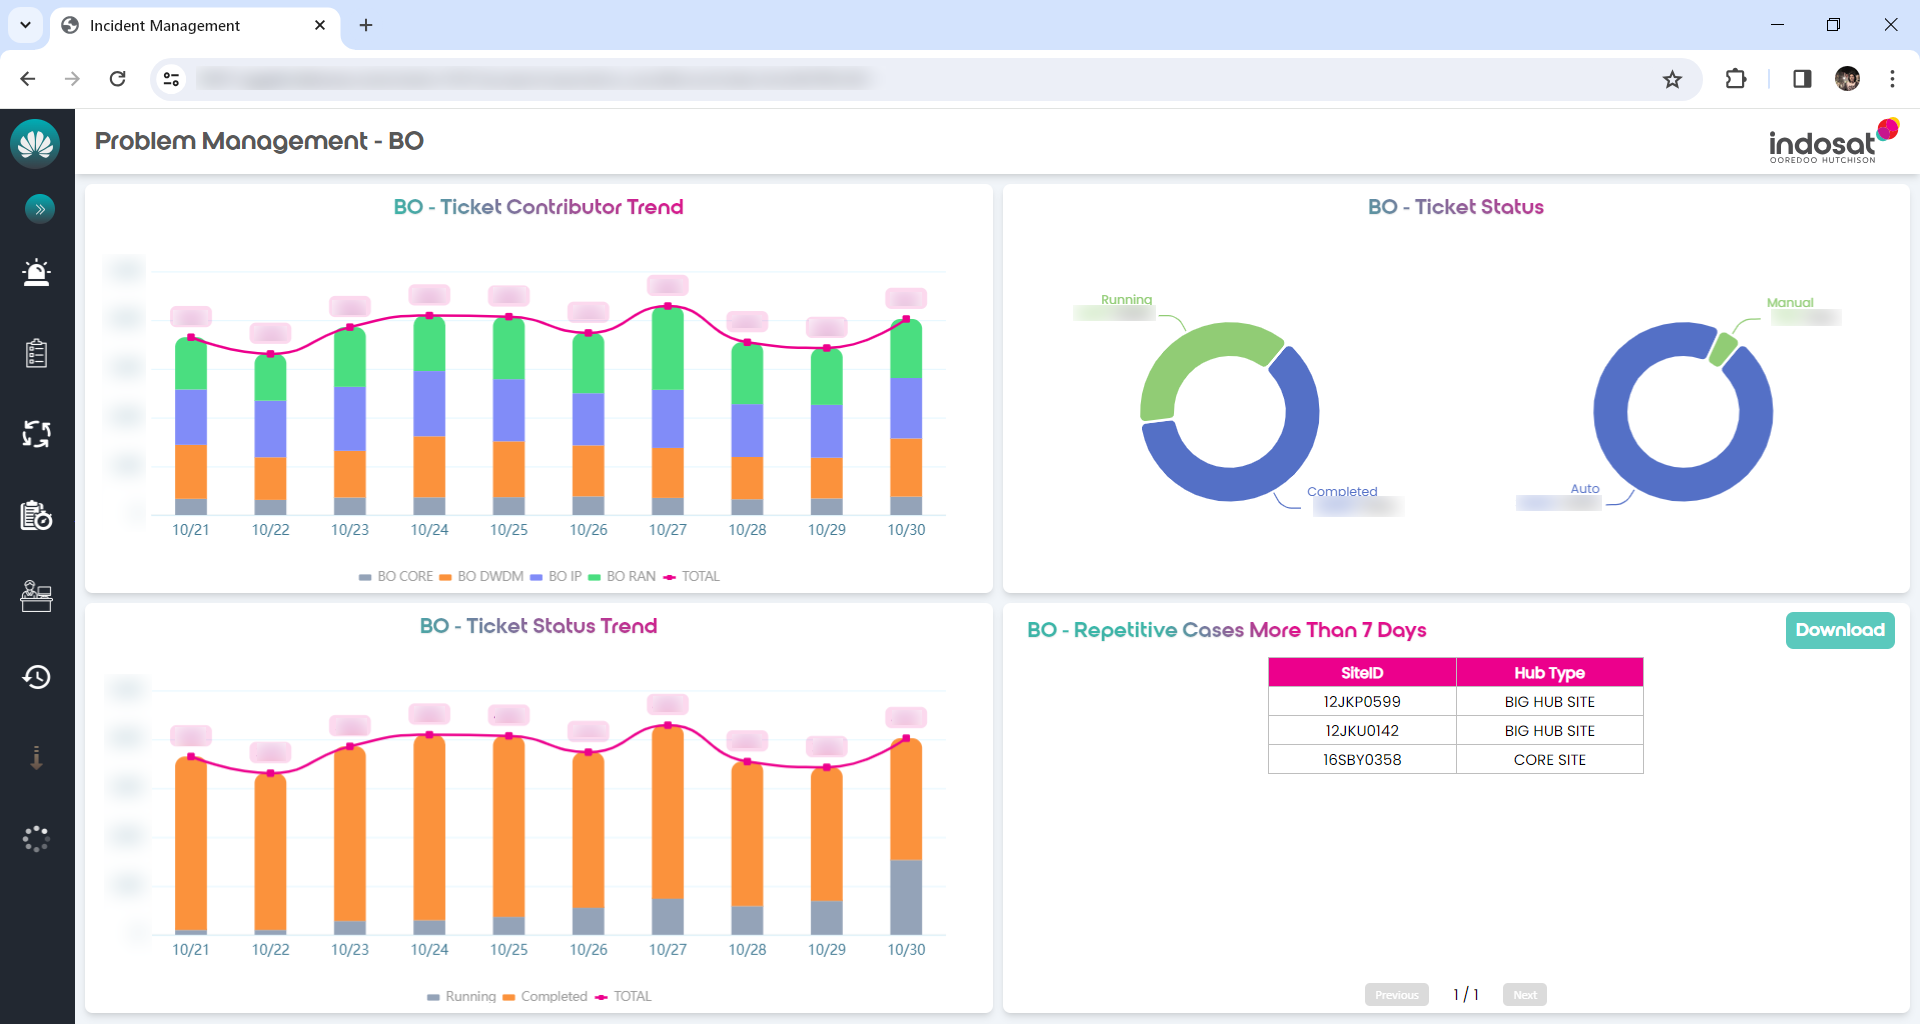 Incident Management
Problem Management - BO
indosat
OOREDOO HUTCHISON
BO - Ticket Contributor Trend
10/21 10/22 10/23 10/24 10/25 10/26 10/27 10/28 10/29 10/30
BO CORE BO DWDM BO IP BO RAN TOTAL
BO - Ticket Status
Running
Completed
Manual
Auto
BO - Ticket Status Trend
10/21 10/22 10/23 10/24 10/25 10/26 10/27 10/28 10/29 10/30
Running Completed TOTAL
BO - Repetitive Cases More Than 7 Days
Download
SiteID Hub Type
12JKP0599 BIG HUB SITE
12JKU0142 BIG HUB SITE
16SBY0358 CORE SITE
Previous 1 / 1 Next